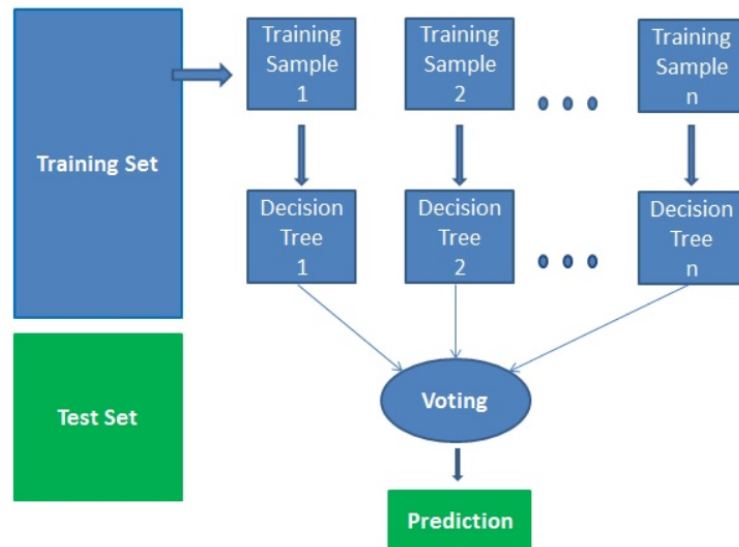 Training Set
Training
Sample
1
Training
Sample
2
Training
Sample
n
Decision
Tree
1
Decision
Tree
2
Decision
Tree
n
Test Set
Voting
Prediction